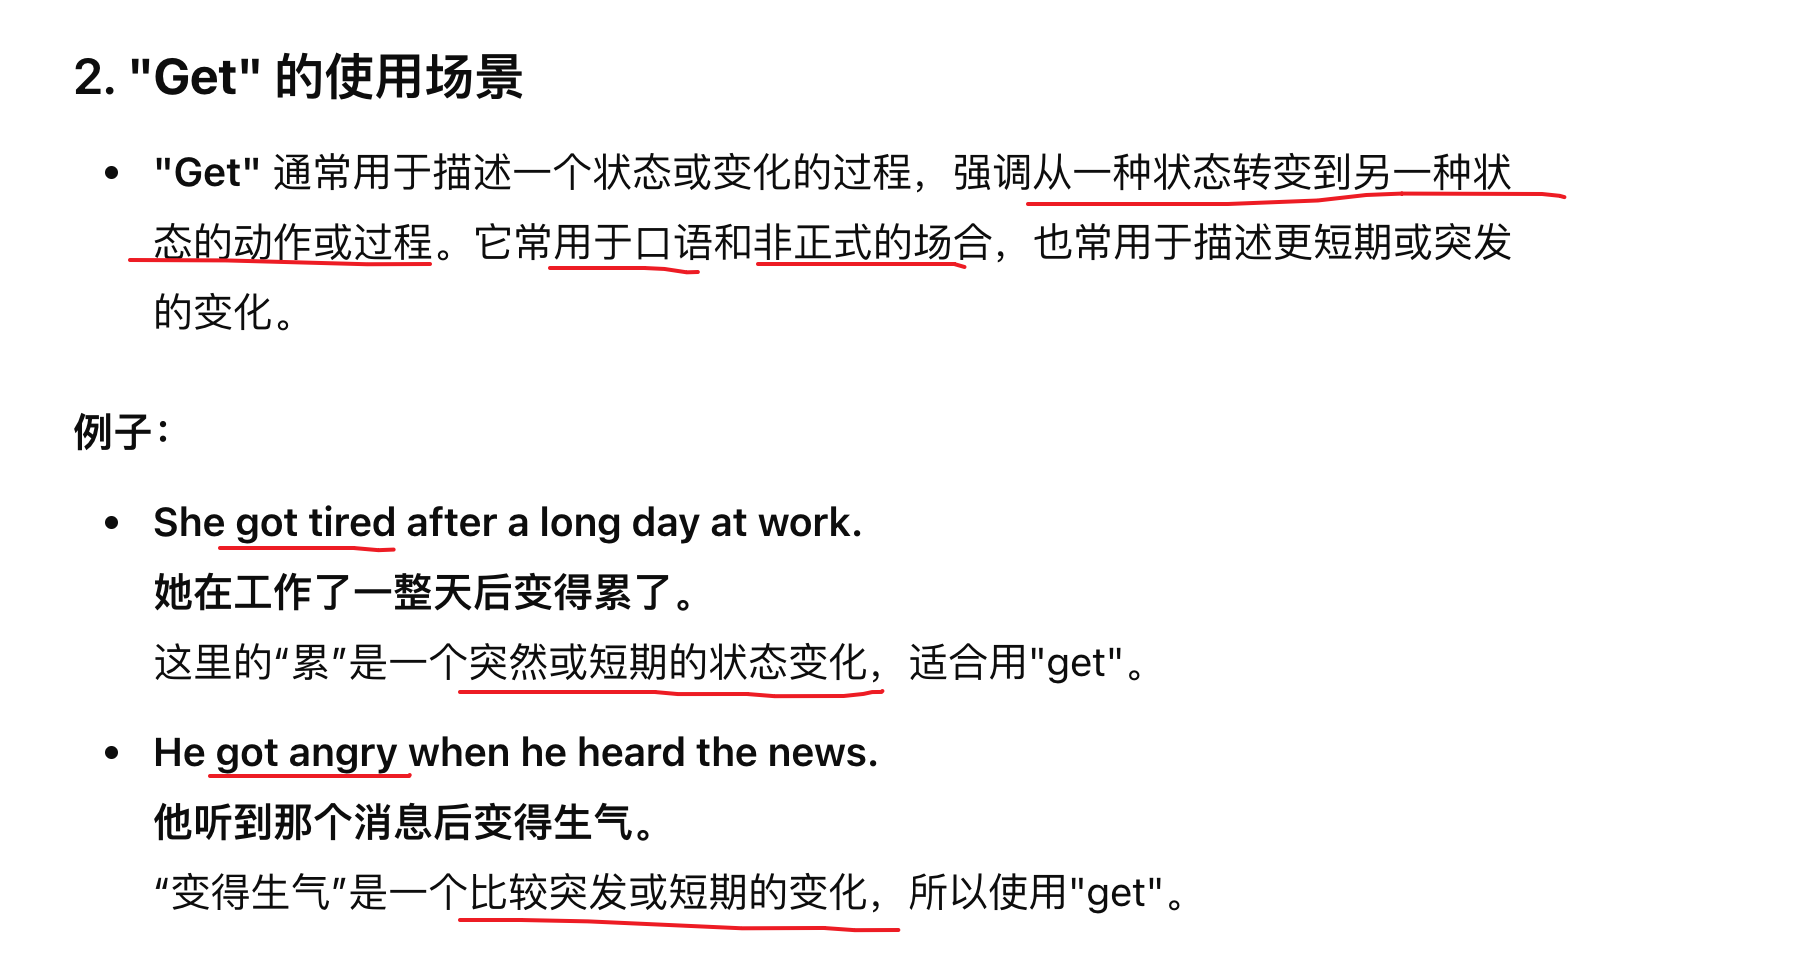 2. "Get" 的使用场景
"Get" 通常用于描述一个状态或变化的过程，强调从一种状态转变到另一种状
态的动作或过程。它常用于口语和非正式的场合，也常用于描述更短期或突发
的变化。
例子：
She got tired after a long day at work.
她在工作了一整天后变得累了。
这里的“累”是一个突然或短期的状态变化，适合用"get"。
He got angry when he heard the news.
他听到那个消息后变得生气。
“变得生气”是一个比较突发或短期的变化，所以使用"get"。